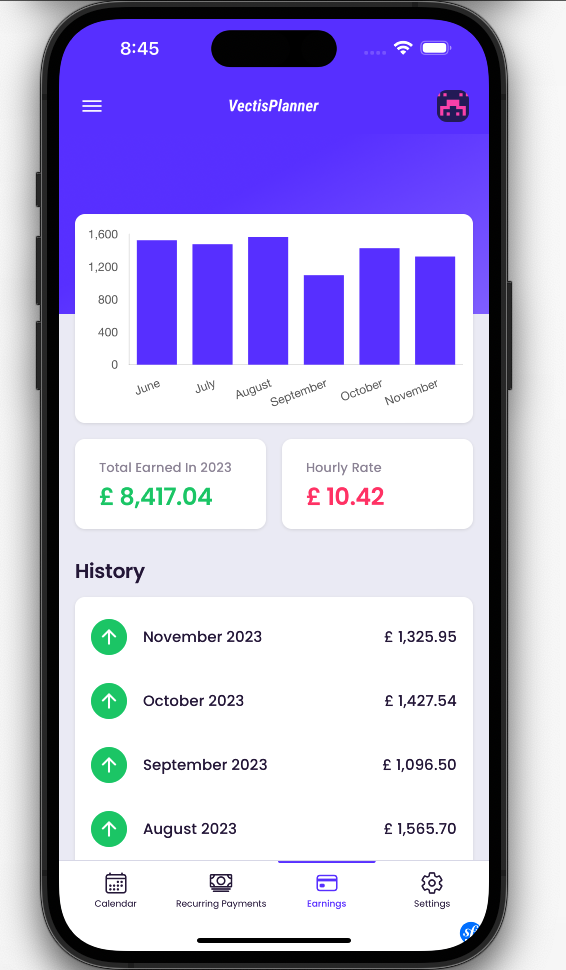 8:45
VectisPlanner
1,600
1,200
800
400
0
June
July
August
September
October
November
Total Earned In 2023
£ 8,417.04
Hourly Rate
£ 10.42
History
November 2023 £ 1,325.95
October 2023 £ 1,427.54
September 2023 £ 1,096.50
August 2023 £ 1,565.70
Calendar
Recurring Payments
Earnings
Settings
sf